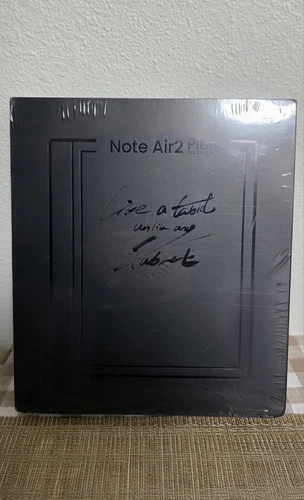 Note Air2 Plus
Like a tablet
unlike any
Tablet